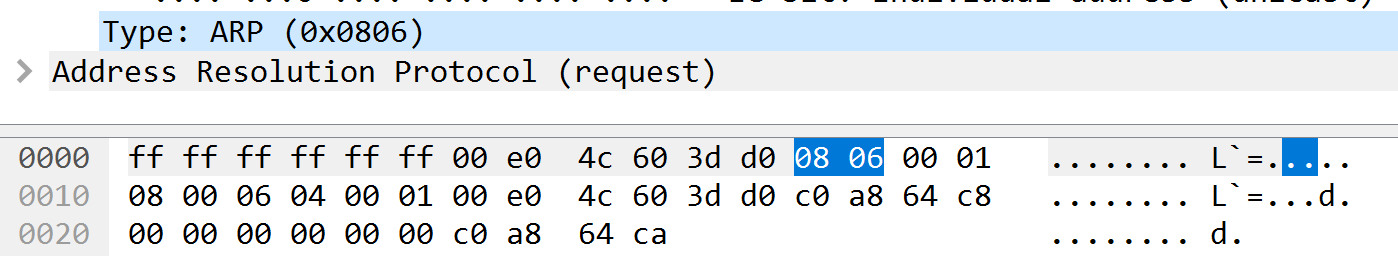 Type: ARP (0x0806)
Address Resolution Protocol (request)
0000 ff ff ff ff ff ff 00 e0 4c 60 3d d0 08 06 00 01 ........ L`=.....
0010 08 00 06 04 00 01 00 e0 4c 60 3d d0 c0 a8 64 c8 ........ L`=...d.
0020 00 00 00 00 00 00 c0 a8 64 ca ........ d.